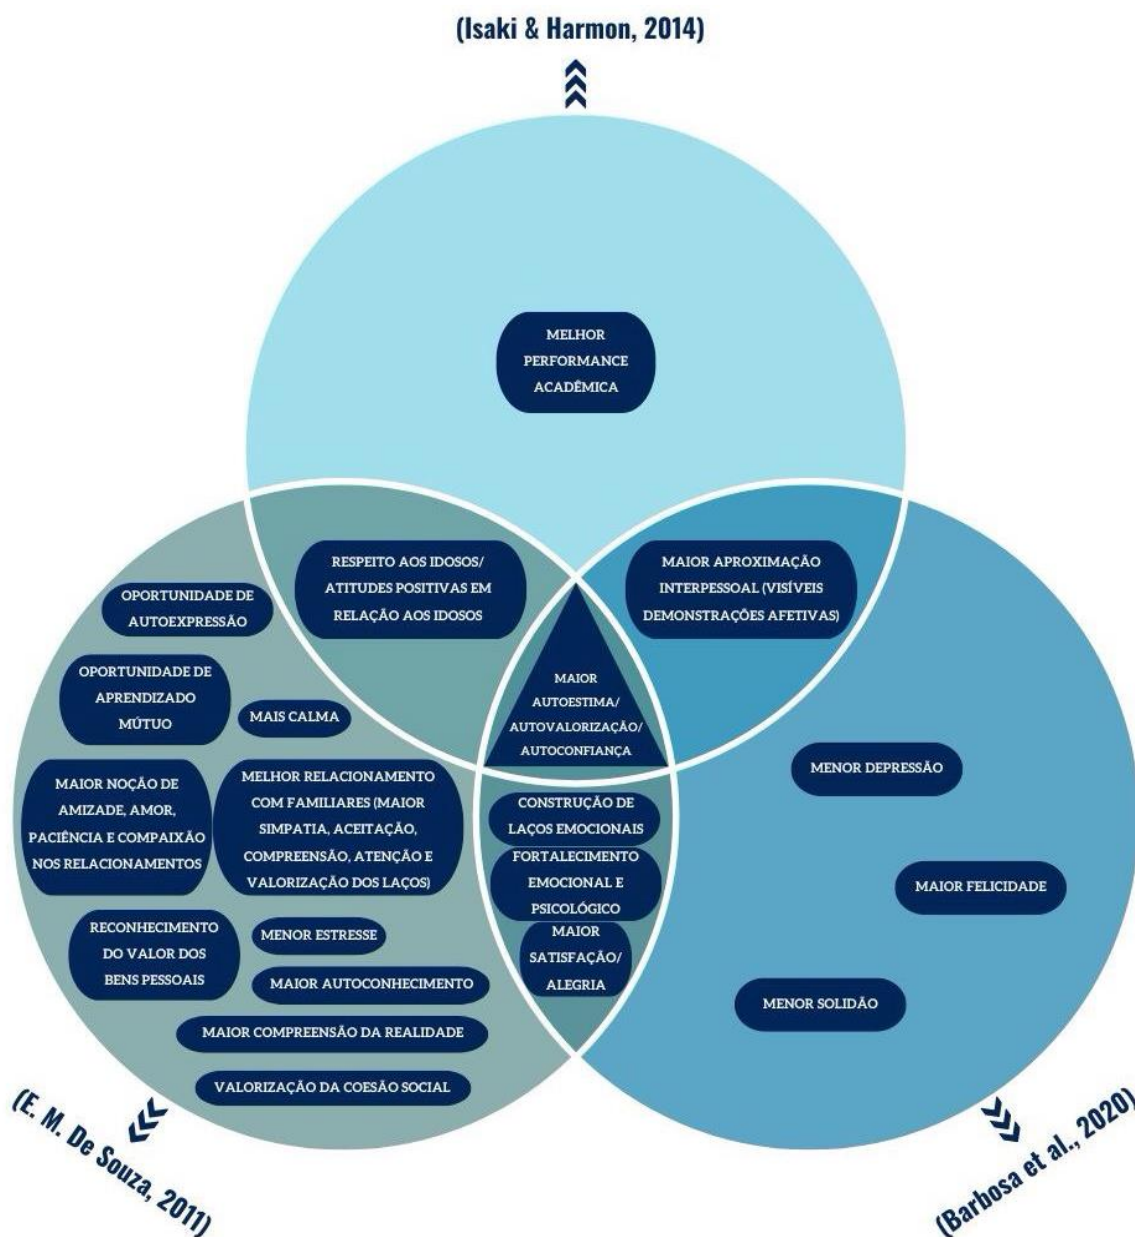 (Isaki & Harmon, 2014)
MELHOR
PERFORMANCE
ACADÊMICA
RESPEITO AOS IDOSOS/
ATITUDES POSITIVAS EM
RELAÇÃO AOS IDOSOS
MAIOR APROXIMAÇÃO
INTERPESSOAL (VISÍVEIS
DEMONSTRAÇÕES AFETIVAS)
OPORTUNIDADE DE
AUTOEXPRESSÃO
OPORTUNIDADE DE
APRENDIZADO
MÚTUO
MAIS CALMA
MAIOR
AUTOESTIMA/
AUTOVALORIZAÇÃO/
AUTOCONFIANÇA
MAIOR NOÇÃO DE
AMIZADE, AMOR,
PACIÊNCIA E COMPAIXÃO
NOS RELACIONAMENTOS
MELHOR RELACIONAMENTO
COM FAMILIARES (MAIOR
SIMPATIA, ACEITAÇÃO,
COMPREENSÃO, ATENÇÃO E
VALORIZAÇÃO DOS LAÇOS)
CONSTRUÇÃO DE
LAÇOS EMOCIONAIS
FORTALECIMENTO
EMOCIONAL E
PSICOLÓGICO
MAIOR
SATISFAÇÃO/
ALEGRIA
MENOR DEPRESSÃO
MAIOR FELICIDADE
MENOR SOLIDÃO
RECONHECIMENTO
DO VALOR DOS
BENS PESSOAIS
MENOR ESTRESSE
MAIOR AUTOCONHECIMENTO
MAIOR COMPREENSÃO DA REALIDADE
VALORIZAÇÃO DA COESÃO SOCIAL
(E. M. De Souza, 2011)
(Barbosa et al., 2020)